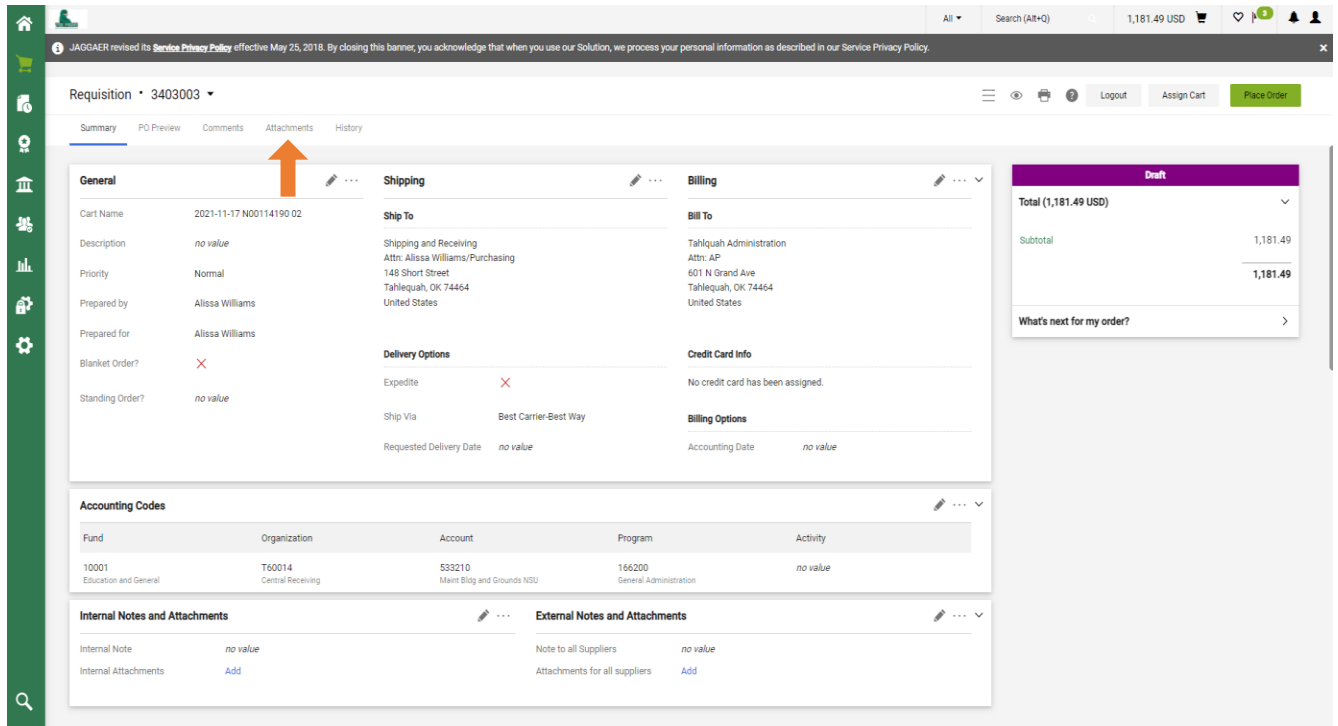 All
Search (Alt+Q)
1,181.49 USD
3
JAGGAER revised its Service Privacy Policy effective May 25, 2018. By closing this banner, you acknowledge that when you use our Solution, we process your personal information as described in our Service Privacy Policy.
Requisition • 3403003
Logout
Assign Cart
Place Order
Summary
PO Preview
Comments
Attachments
History
General
Cart Name 2021-11-17 N00114190 02
Description no value
Priority Normal
Prepared by Alissa Williams
Prepared for Alissa Williams
Blanket Order?
Standing Order? no value
Shipping
Ship To
Shipping and Receiving
Attn: Alissa Williams/Purchasing
148 Short Street
Tahlequah, OK 74464
United States
Delivery Options
Expedite
Ship Via Best Carrier-Best Way
Requested Delivery Date no value
Billing
Bill To
Tahlquah Administration
Attn: AP
601 N Grand Ave
Tahlequah, OK 74464
United States
Credit Card Info
No credit card has been assigned.
Billing Options
Accounting Date no value
Draft
Total (1,181.49 USD)
Subtotal 1,181.49
1,181.49
What's next for my order?
Accounting Codes
Fund Organization Account Program Activity
10001 T60014 533210 166200 no value
Education and General Central Receiving Maint Bldg and Grounds NSU General Administration
Internal Notes and Attachments
Internal Note no value
Internal Attachments Add
External Notes and Attachments
Note to all Suppliers no value
Attachments for all suppliers Add